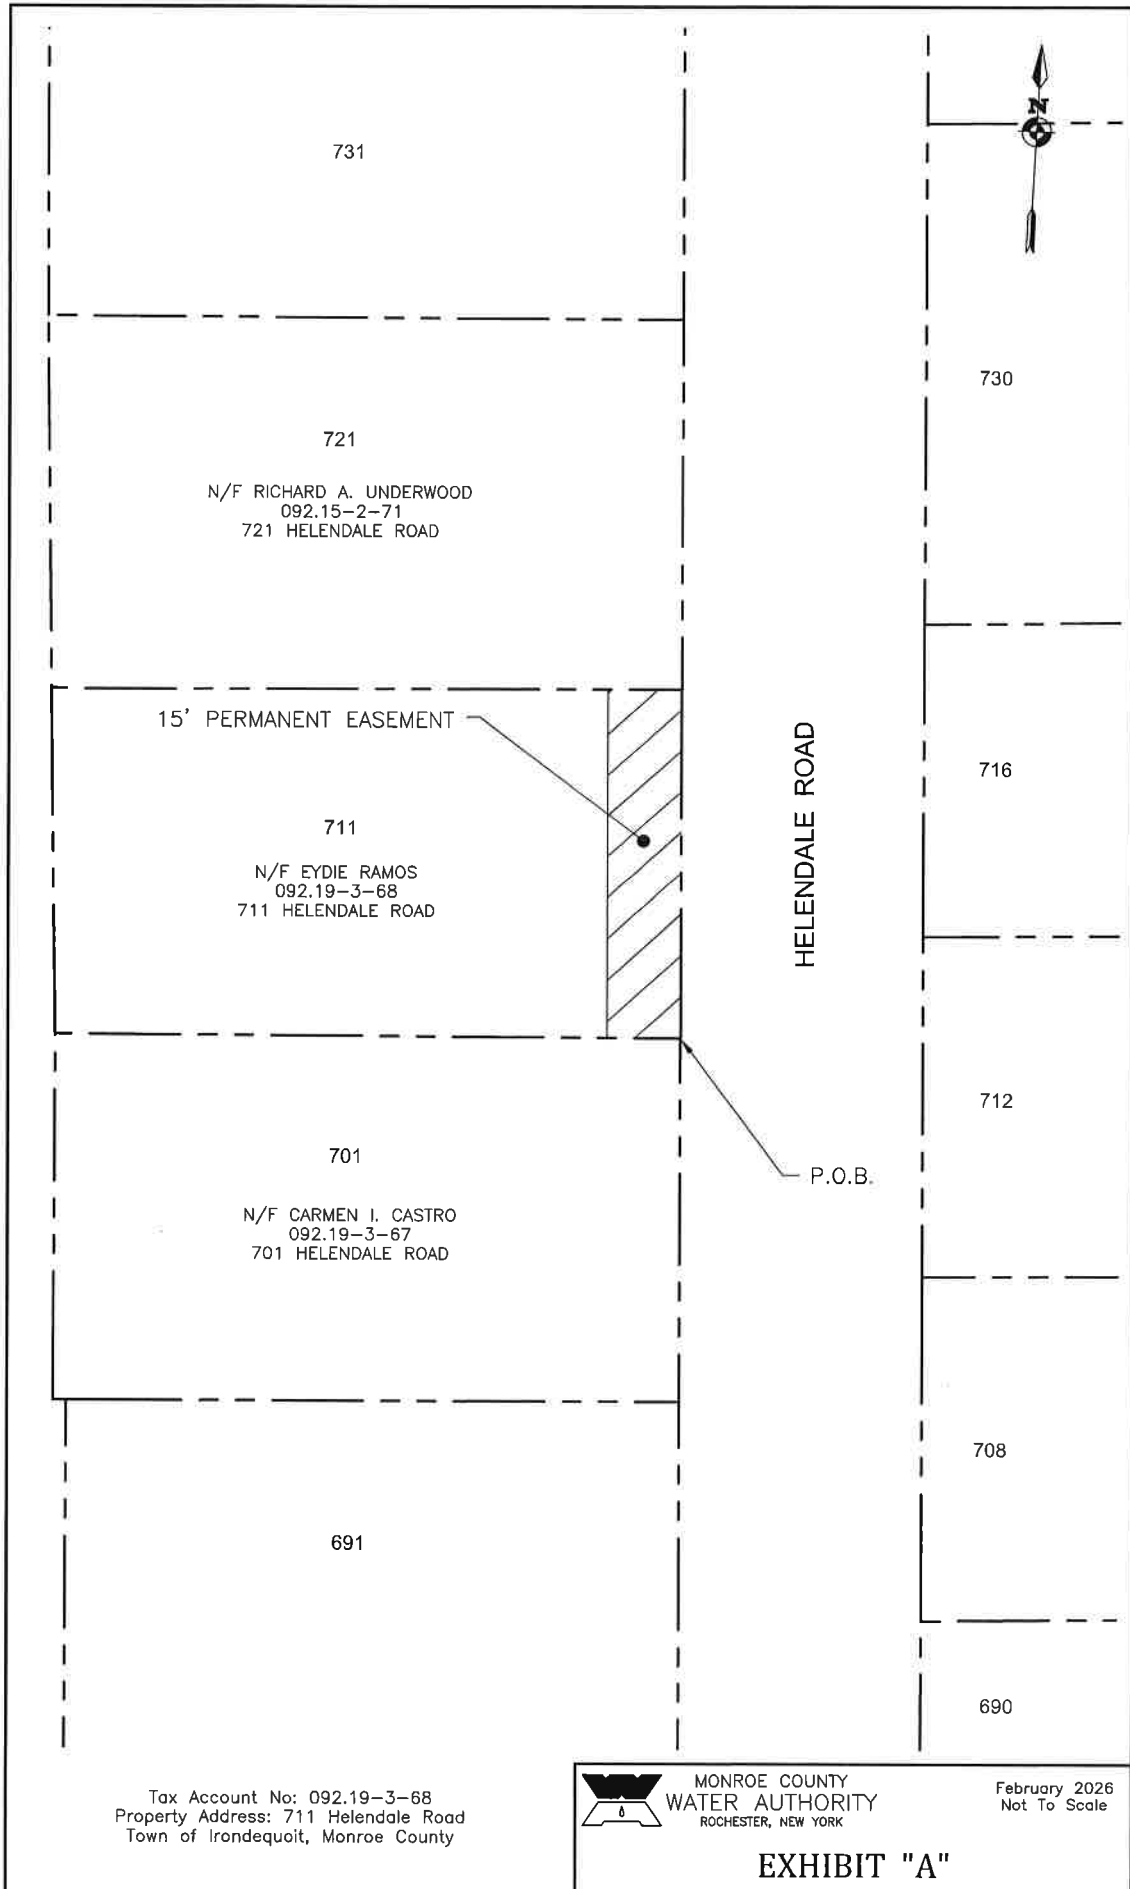 N
731
730
721
N/F RICHARD A. UNDERWOOD
092.15-2-71
721 HELENDALE ROAD
15' PERMANENT EASEMENT
HELENDALE ROAD
716
711
N/F EYDIE RAMOS
092.19-3-68
711 HELENDALE ROAD
712
701
P.O.B.
N/F CARMEN I. CASTRO
092.19-3-67
701 HELENDALE ROAD
708
691
690
Tax Account No: 092.19-3-68
Property Address: 711 Helendale Road
Town of Irondequoit, Monroe County
MONROE COUNTY
WATER AUTHORITY
ROCHESTER, NEW YORK
February 2026
Not To Scale
EXHIBIT "A"